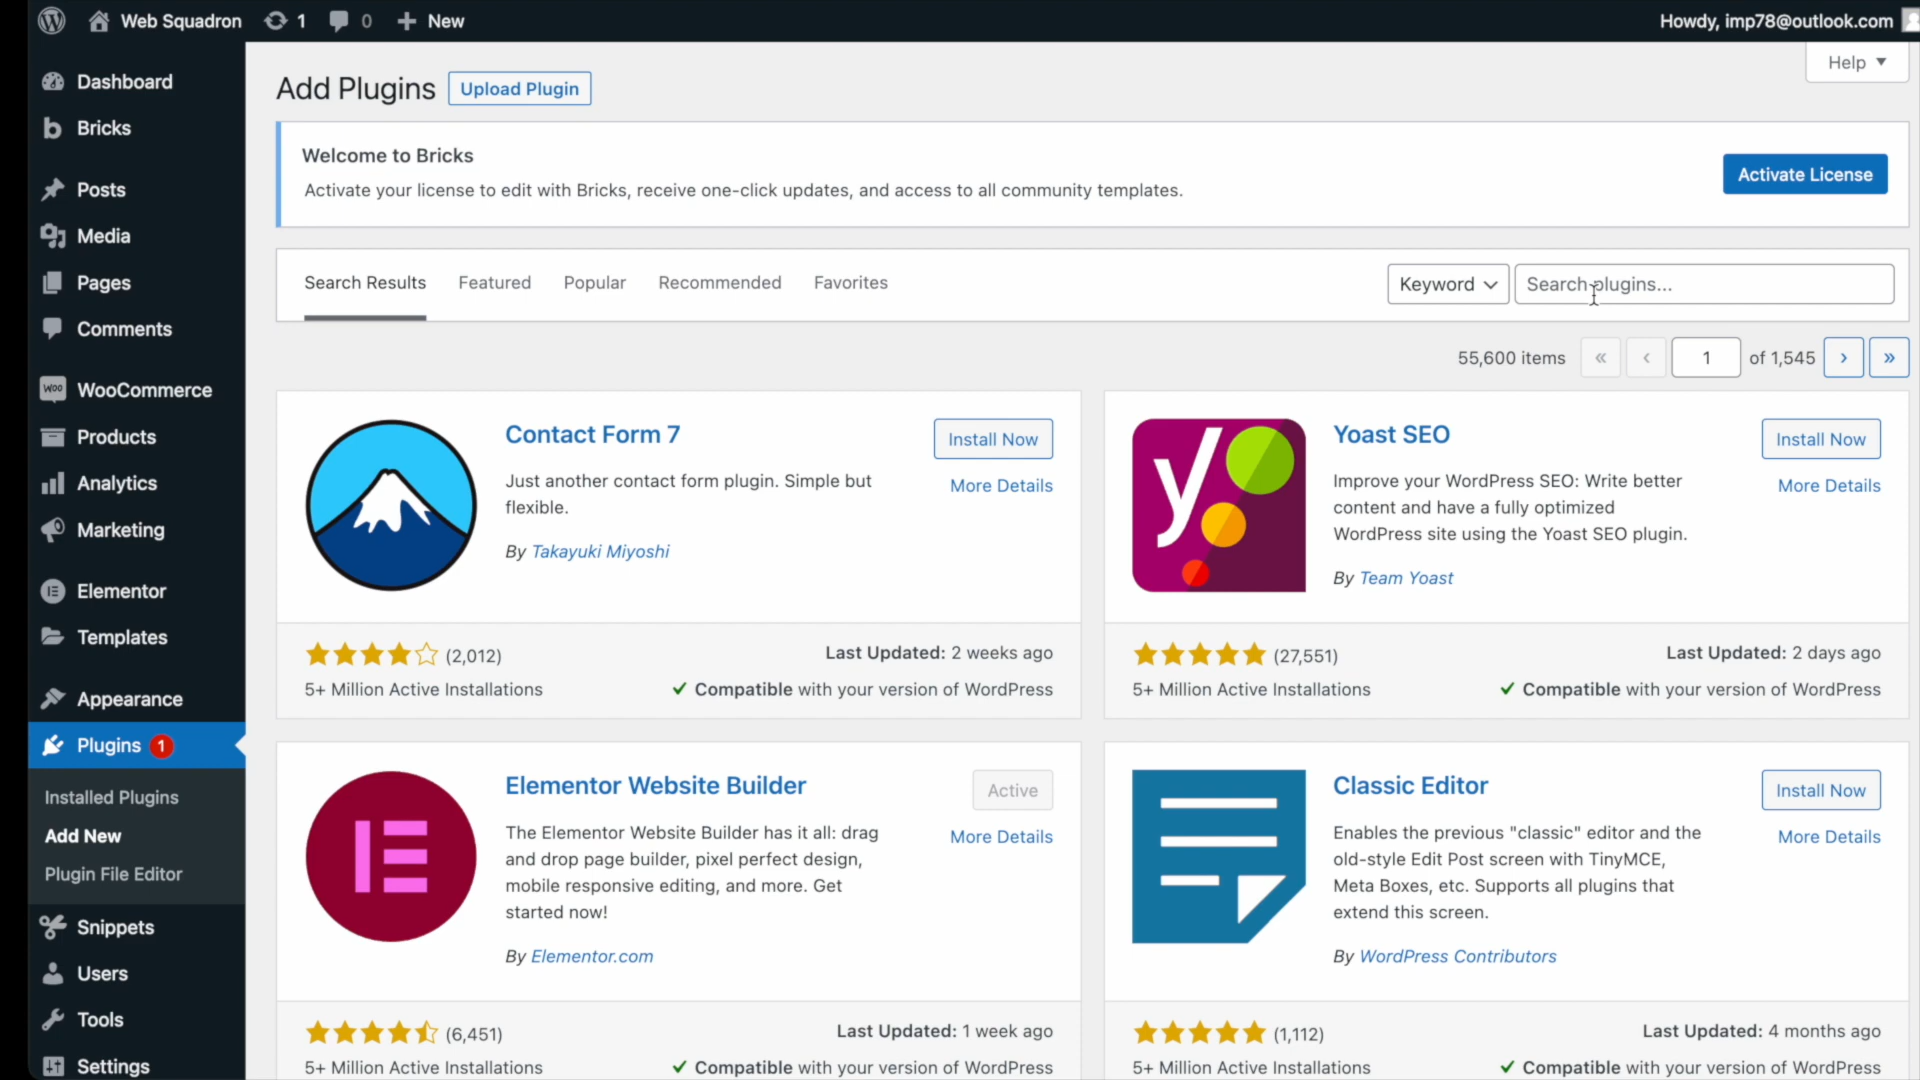 Web Squadron 1 0 New Howdy, imp78@outlook.com
Dashboard
Bricks
Posts
Media
Pages
Comments
WOO WooCommerce
Products
Analytics
Marketing
Elementor
Templates
Appearance
Plugins 1
Installed Plugins
Add New
Plugin File Editor
Snippets
Users
Tools
Settings
Help
Add Plugins Upload Plugin
Welcome to Bricks
Activate your license to edit with Bricks, receive one-click updates, and access to all community templates.
Activate License
Search Results Featured Popular Recommended Favorites Keyword Search plugins...
55,600 items « ‹ 1 of 1,545 › »
Contact Form 7
Install Now
More Details
Just another contact form plugin. Simple but
flexible.
By Takayuki Miyoshi
(2,012)
Last Updated: 2 weeks ago
5+ Million Active Installations
Compatible with your version of WordPress
Yoast SEO
Install Now
More Details
Improve your WordPress SEO: Write better
content and have a fully optimized
WordPress site using the Yoast SEO plugin.
By Team Yoast
(27,551)
Last Updated: 2 days ago
5+ Million Active Installations
Compatible with your version of WordPress
Elementor Website Builder
Active
More Details
The Elementor Website Builder has it all: drag
and drop page builder, pixel perfect design,
mobile responsive editing, and more. Get
started now!
By Elementor.com
(6,451)
Last Updated: 1 week ago
5+ Million Active Installations
Compatible with your version of WordPress
Classic Editor
Install Now
More Details
Enables the previous "classic" editor and the
old-style Edit Post screen with TinyMCE,
Meta Boxes, etc. Supports all plugins that
extend this screen.
By WordPress Contributors
(1,112)
Last Updated: 4 months ago
5+ Million Active Installations
Compatible with your version of WordPress